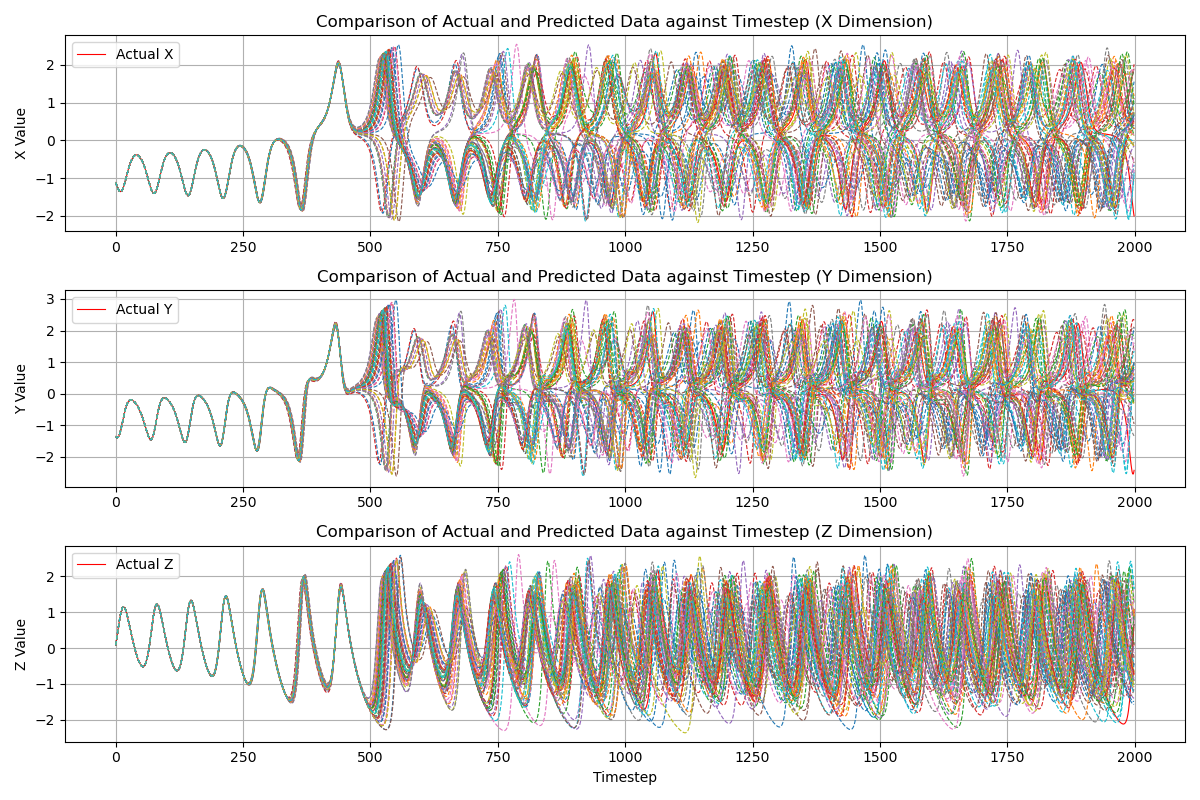 Comparison of Actual and Predicted Data against Timestep (X Dimension)
Actual X
X Value
2
1
0
−1
−2
0 250 500 750 1000 1250 1500 1750 2000
Comparison of Actual and Predicted Data against Timestep (Y Dimension)
Actual Y
Y Value
3
2
1
0
−1
−2
0 250 500 750 1000 1250 1500 1750 2000
Comparison of Actual and Predicted Data against Timestep (Z Dimension)
Actual Z
Z Value
2
1
0
−1
−2
0 250 500 750 1000 1250 1500 1750 2000
Timestep